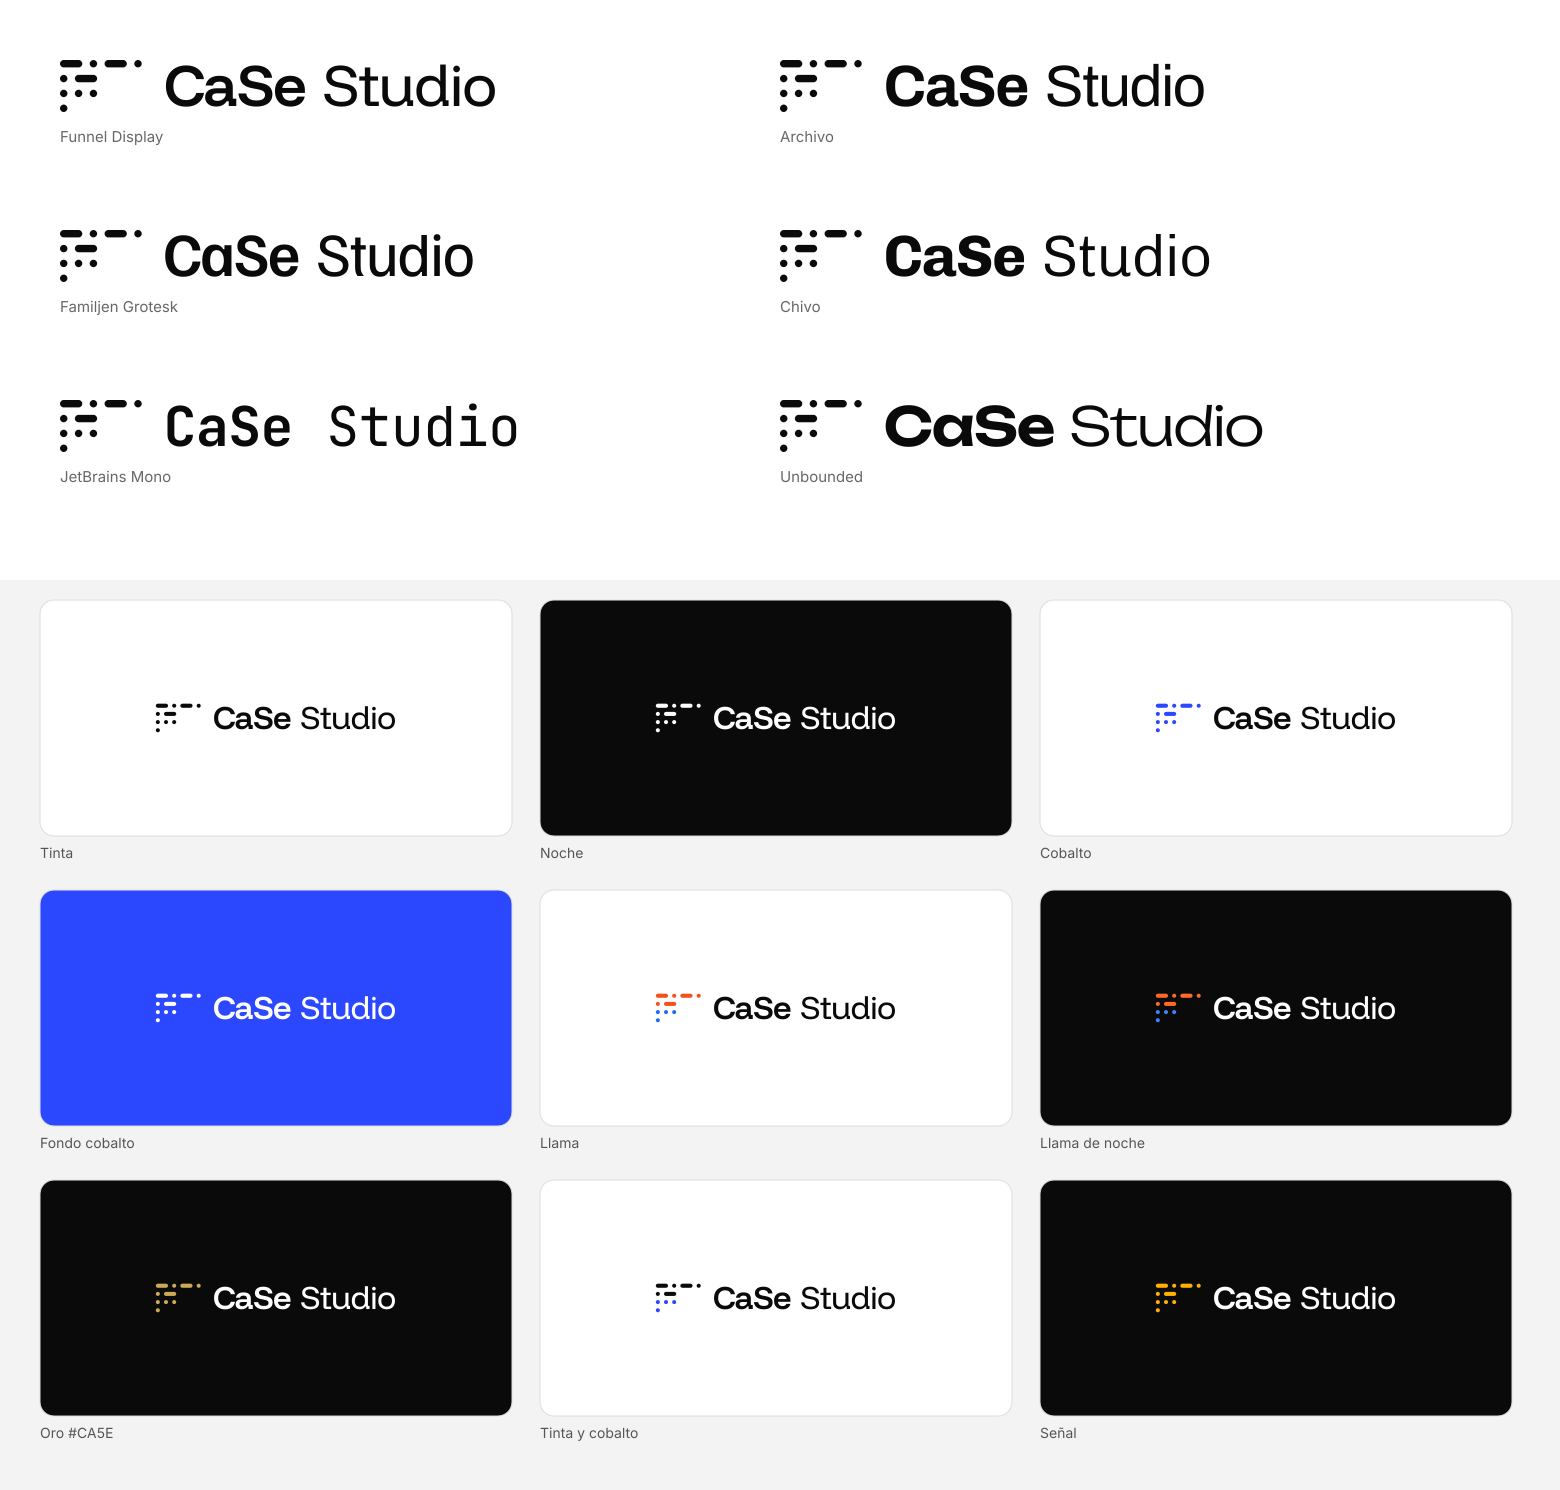 CaSe Studio
Funnel Display
CaSe Studio
Archivo
CaSe Studio
Familjen Grotesk
CaSe Studio
Chivo
CaSe Studio
JetBrains Mono
CaSe Studio
Unbounded
CaSe Studio
Tinta
CaSe Studio
Noche
CaSe Studio
Cobalto
CaSe Studio
Fondo cobalto
CaSe Studio
Llama
CaSe Studio
Llama de noche
CaSe Studio
Oro #CA5E
CaSe Studio
Tinta y cobalto
CaSe Studio
Señal